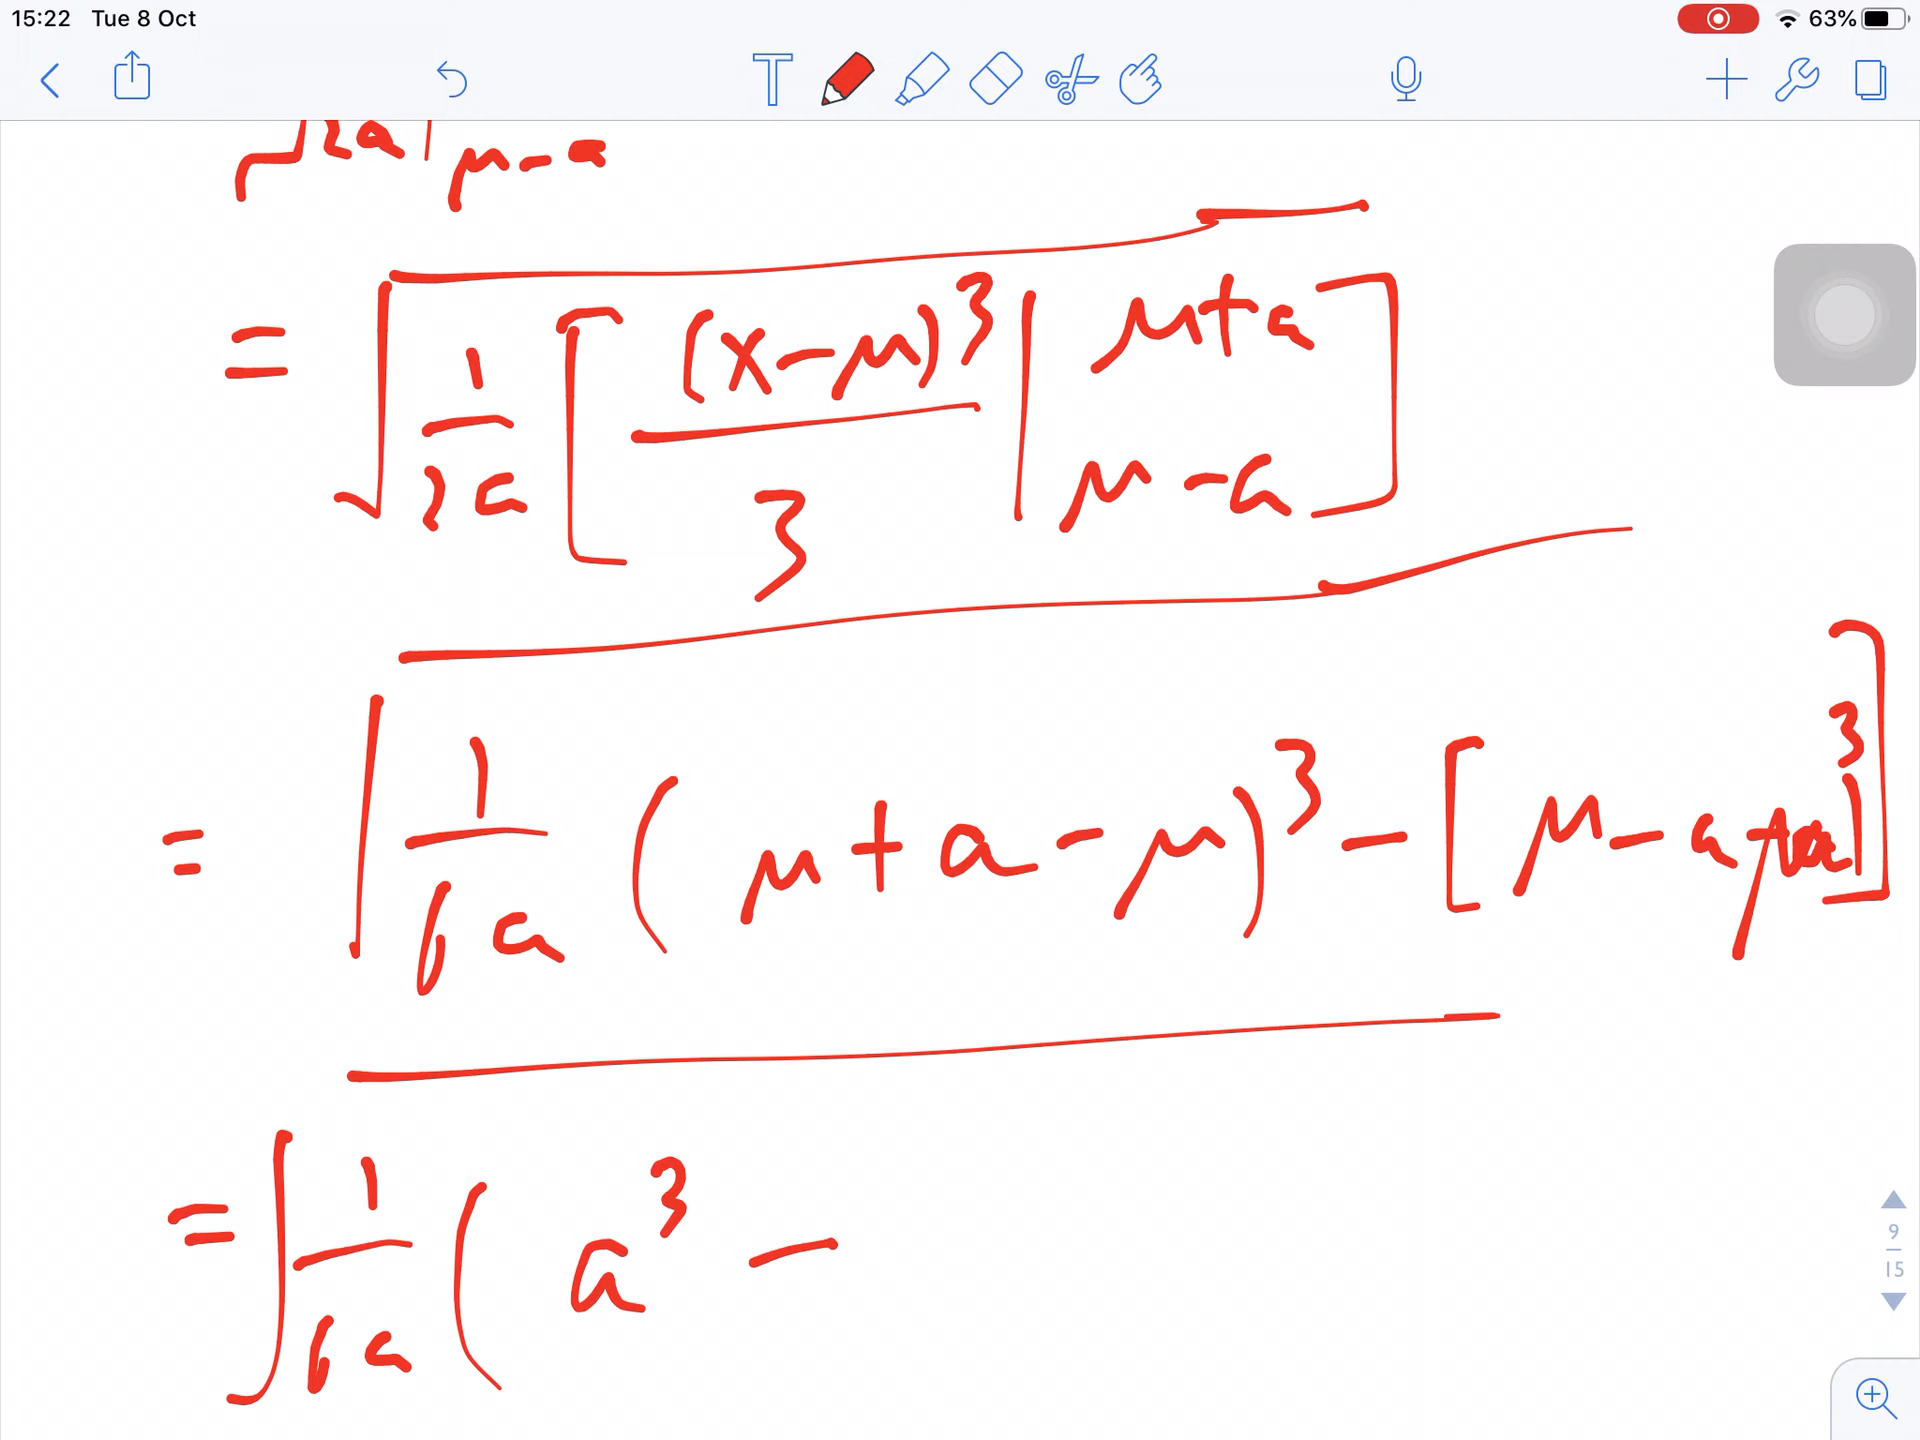 15:22 Tue 8 Oct 63%
T
√ 2a | μ-a
= √ 1/2a [ (x-μ)³/3 | μ+a μ-a ]
= √ 1/6a (μ+a-μ)³ - [μ-a-]³ ]
= √ 1/6a ( a³ -
9
15